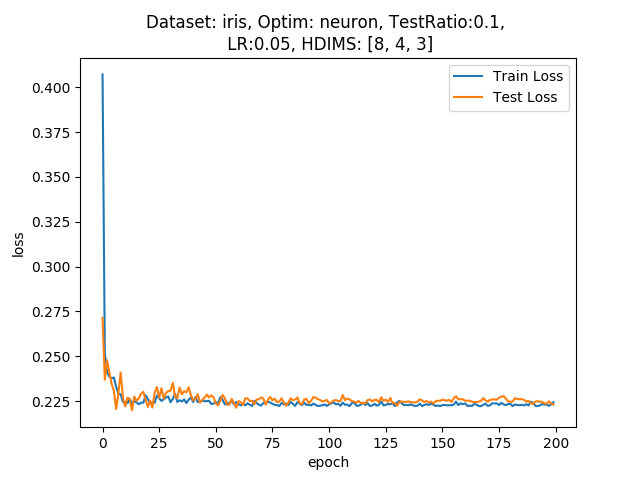 Dataset: iris, Optim: neuron, TestRatio:0.1,
LR:0.05, HDIMS: [8, 4, 3]
Train Loss
Test Loss
0.400
0.375
0.350
0.325
0.300
0.275
0.250
0.225
loss
0
25
50
75
100
125
150
175
200
epoch